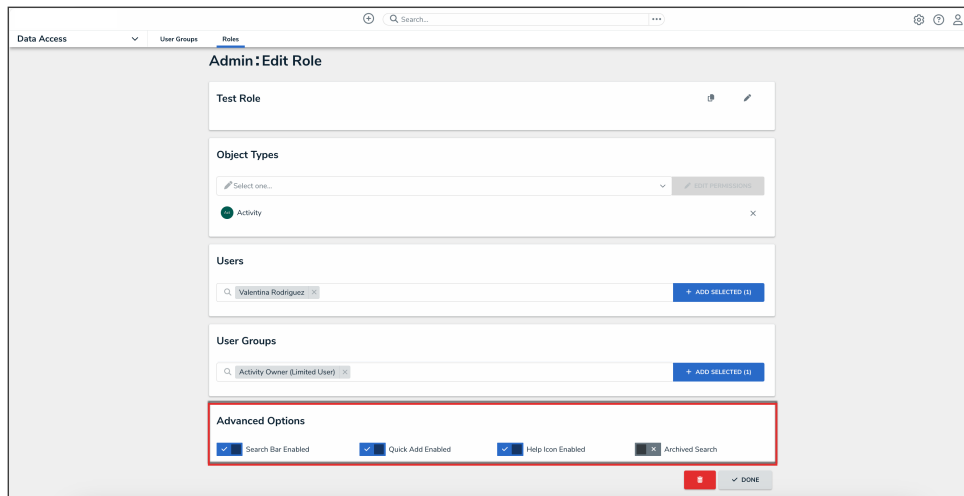 Search...
Data Access
User Groups
Roles
Admin:Edit Role
Test Role
Object Types
Select one...
EDIT PERMISSIONS
Activity
Users
Valentina Rodriguez
+ ADD SELECTED (1)
User Groups
Activity Owner (Limited User)
+ ADD SELECTED (1)
Advanced Options
Search Bar Enabled
Quick Add Enabled
Help Icon Enabled
Archived Search
DONE